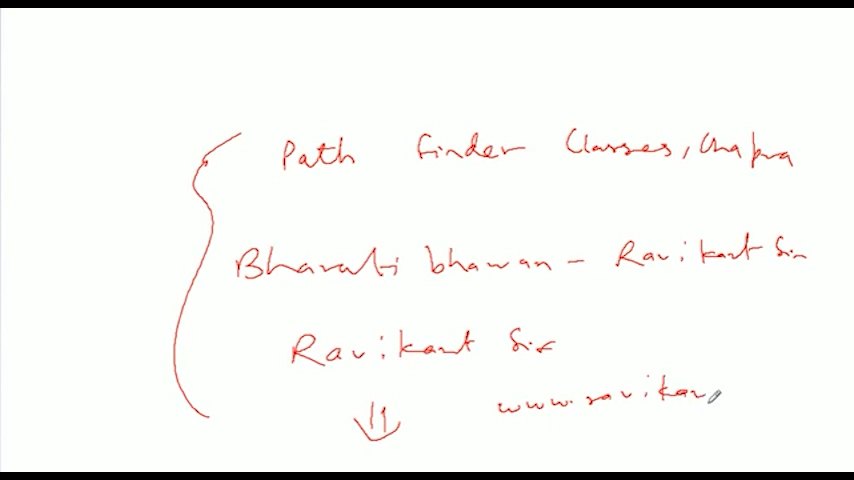 Path finder Classes, Chapra
Bharati bhawan - Ravikant Sir
Ravikant Sir
www.ravikan